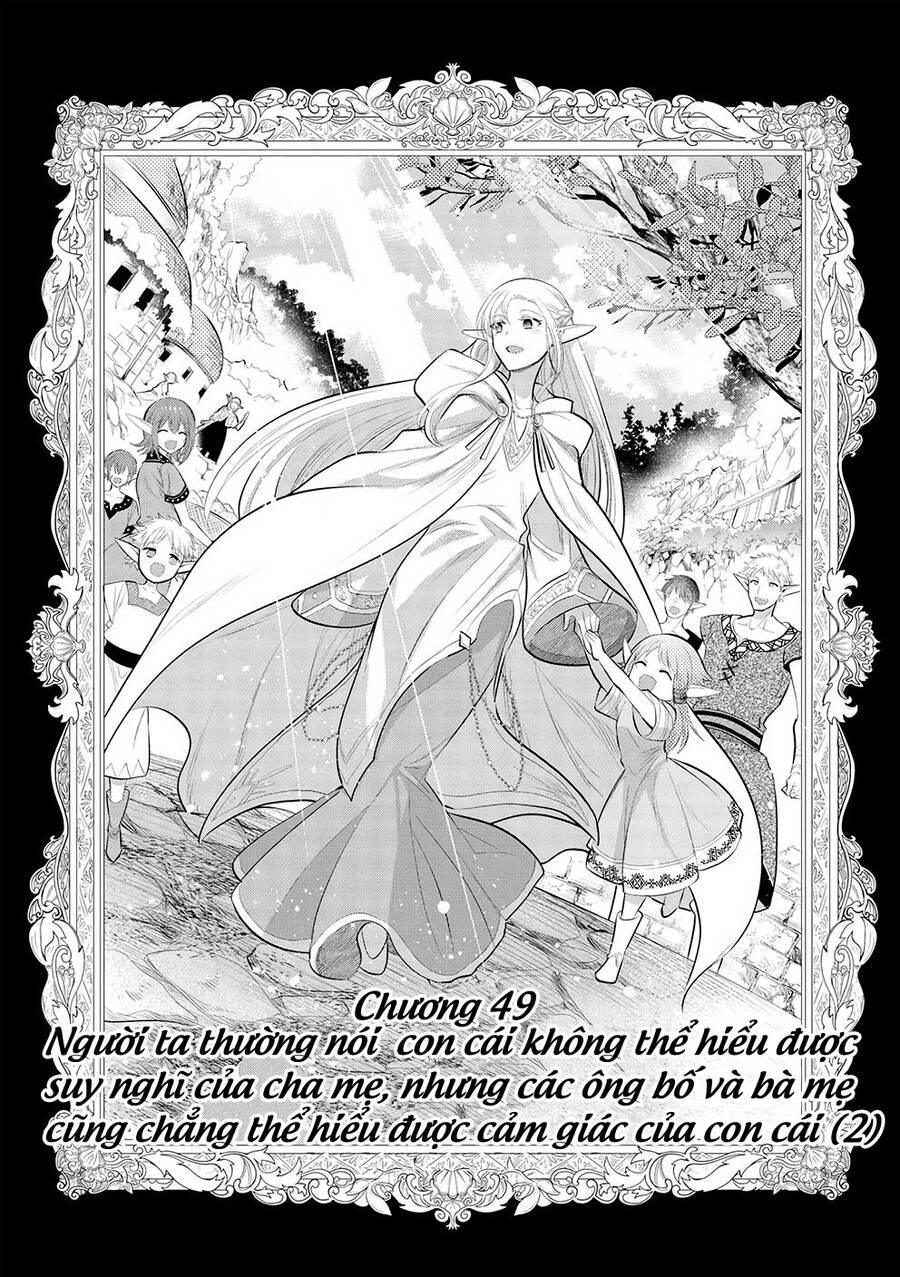 Chương 49
Người ta thường nói con cái không thể hiểu được
suy nghĩ của cha mẹ, nhưng các ông bố và bà mẹ
cũng chẳng thể hiểu được cảm giác của con cái (2)